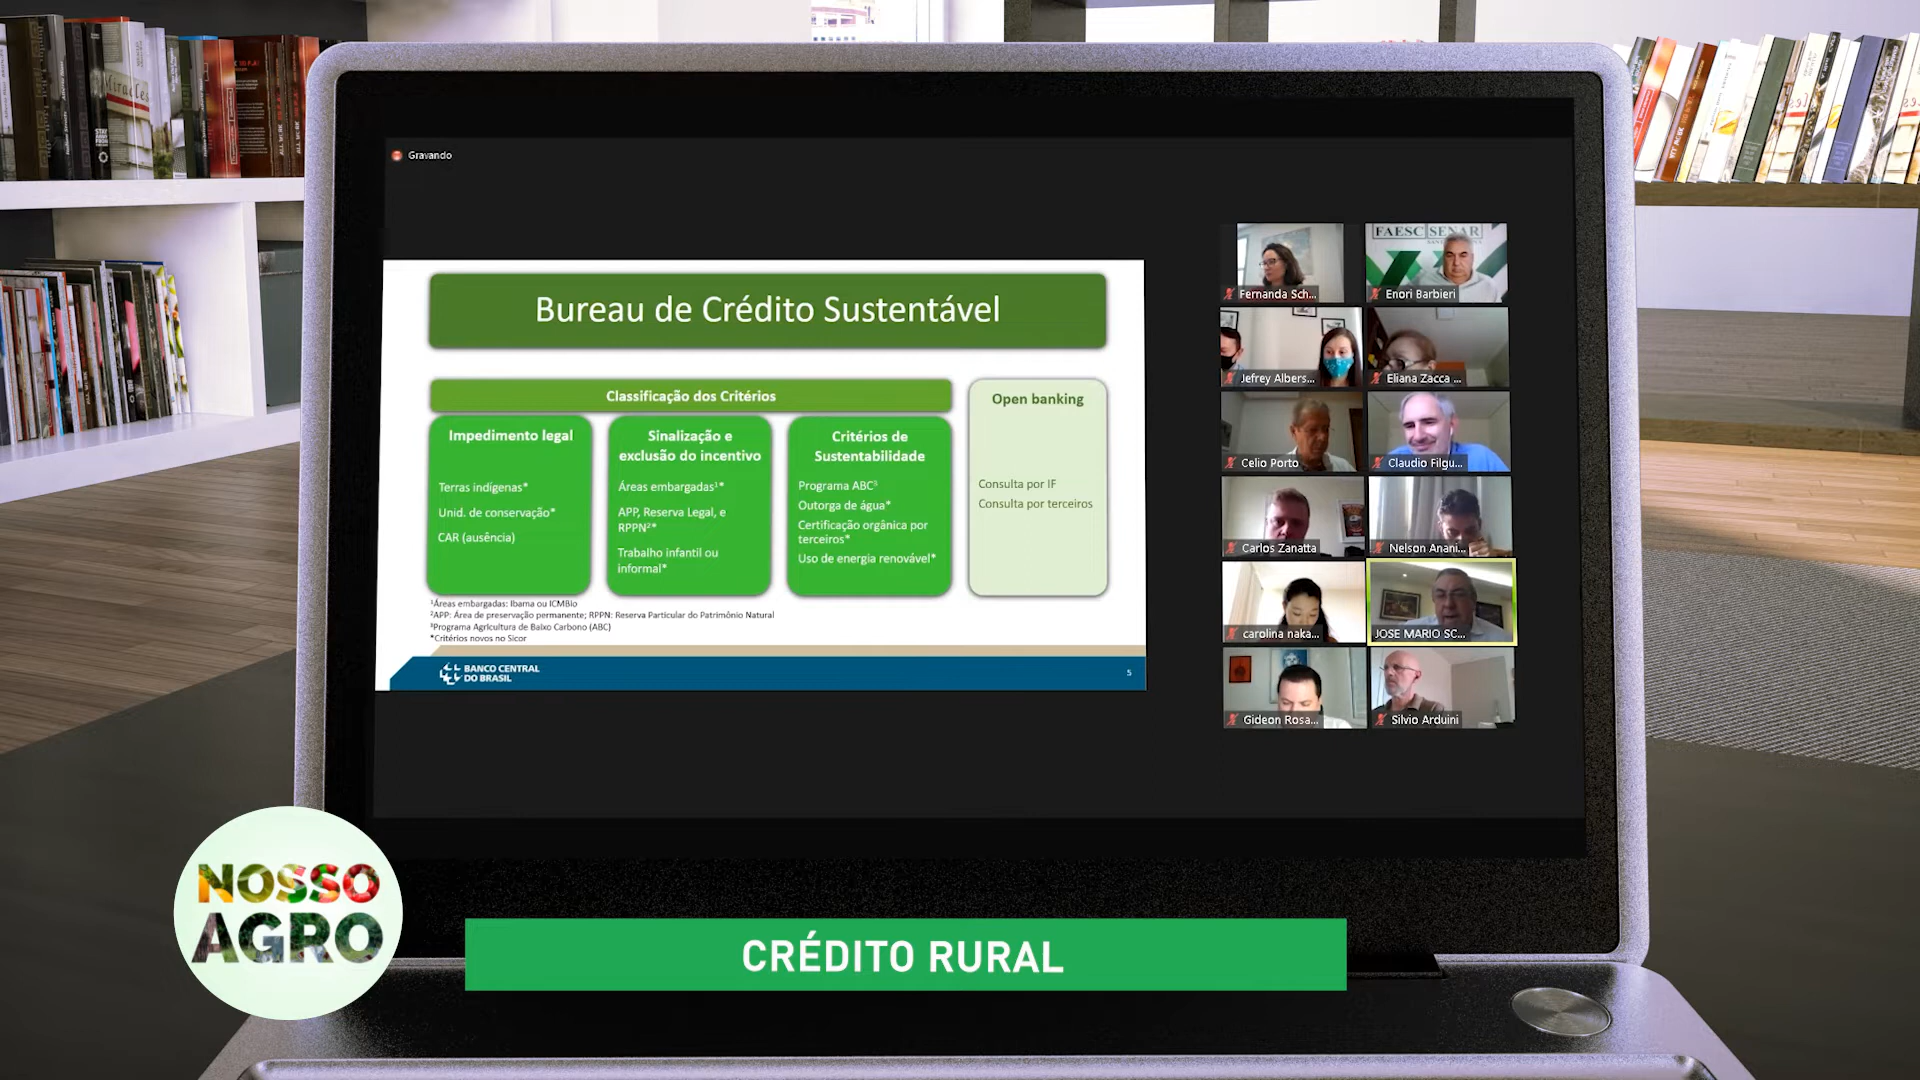 Gravando
Bureau de Crédito Sustentável
Classificação dos Critérios
Impedimento legal
Terras indígenas*
Unid. de conservação*
CAR (ausência)
Sinalização e
exclusão do incentivo
Áreas embargadas¹*
APP, Reserva Legal, e
RPPN²*
Trabalho infantil ou
informal*
Critérios de
Sustentabilidade
Programa ABC³
Outorga de água*
Certificação orgânica por
terceiros*
Uso de energia renovável*
Open banking
Consulta por IF
Consulta por terceiros
¹Áreas embargadas: Ibama ou ICMBio
²APP: Área de preservação permanente; RPPN: Reserva Particular do Patrimônio Natural
³Programa Agricultura de Baixo Carbono (ABC)
*Critérios novos no Sicor
BANCO CENTRAL
DO BRASIL
5
FAESC SENAR
Fernanda Sch...
Enori Barbieri
Jefrey Albers...
Eliana Zacca ...
Celio Porto
Claudio Filgu...
Carlos Zanatta
Nelson Anani...
carolina naka...
JOSE MARIO SC...
Gideon Rosa...
Silvio Arduini
NOSSO
AGRO
CRÉDITO RURAL